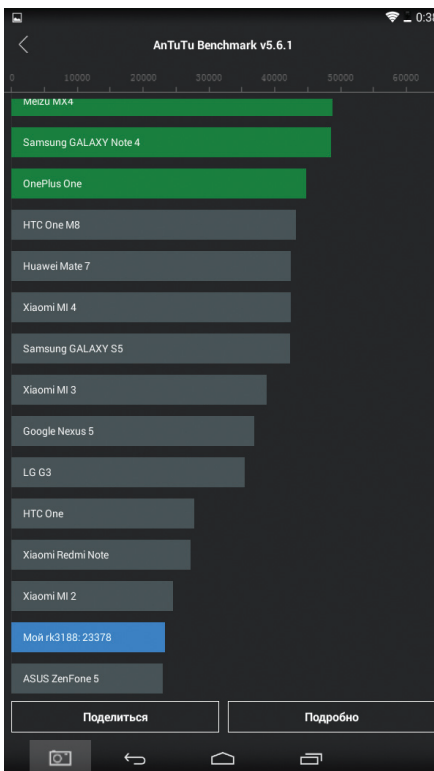 0:38
AnTuTu Benchmark v5.6.1
0 10000 20000 30000 40000 50000 60000
Meizu MX4
Samsung GALAXY Note 4
OnePlus One
HTC One M8
Huawei Mate 7
Xiaomi MI 4
Samsung GALAXY S5
Xiaomi MI 3
Google Nexus 5
LG G3
HTC One
Xiaomi Redmi Note
Xiaomi MI 2
Мой rk3188: 23378
ASUS ZenFone 5
Поделиться Подробно